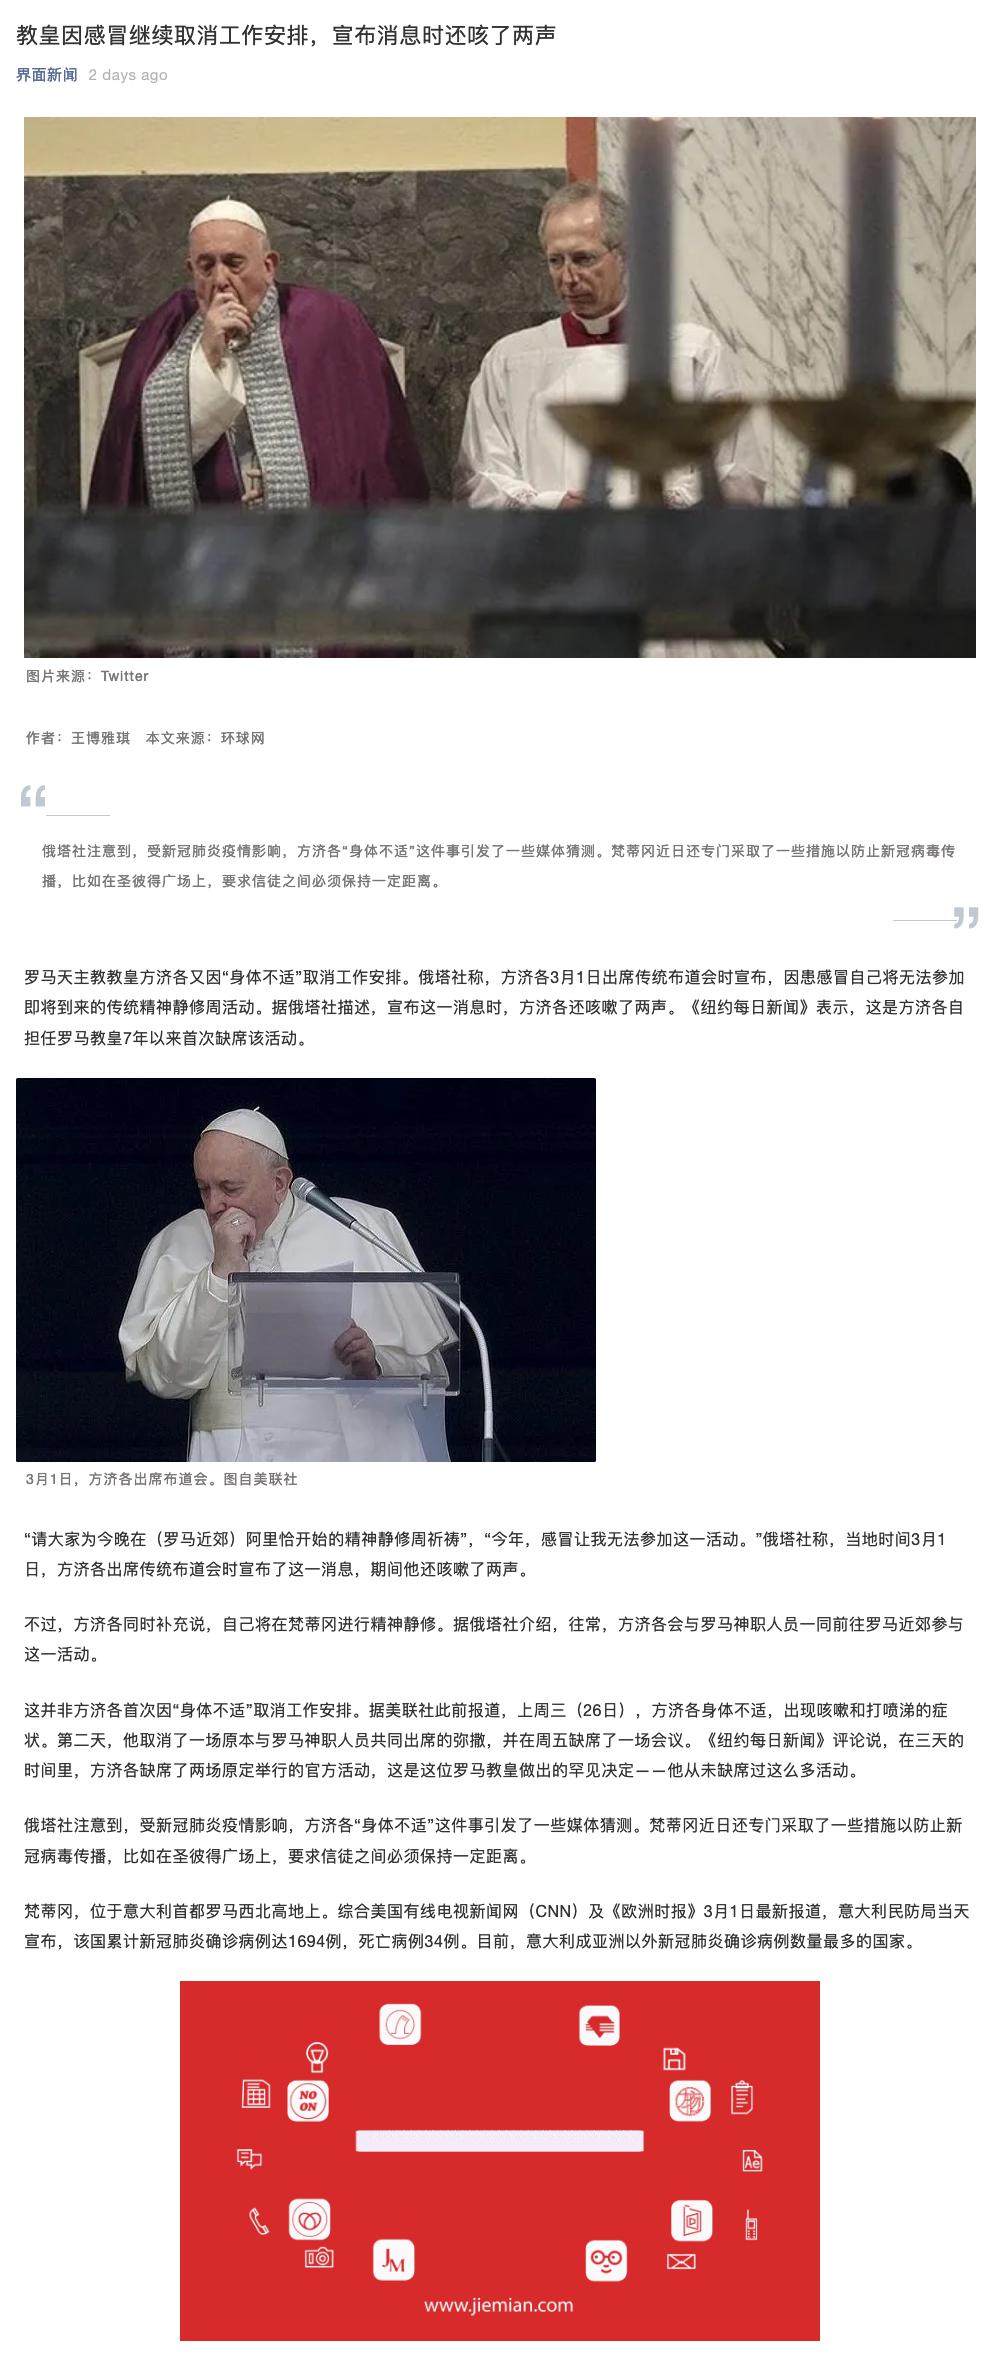 教皇因感冒继续取消工作安排，宣布消息时还咳了两声
界面新闻 2 days ago
图片来源：Twitter
作者：王博雅琪 本文来源：环球网
“
俄塔社注意到，受新冠肺炎疫情影响，方济各“身体不适”这件事引发了一些媒体猜测。梵蒂冈近日还专门采取了一些措施以防止新冠病毒传
播，比如在圣彼得广场上，要求信徒之间必须保持一定距离。
”
罗马天主教教皇方济各又因“身体不适”取消工作安排。俄塔社称，方济各3月1日出席传统布道会时宣布，因患感冒自己将无法参加
即将到来的传统精神静修周活动。据俄塔社描述，宣布这一消息时，方济各还咳嗽了两声。《纽约每日新闻》表示，这是方济各自
担任罗马教皇7年以来首次缺席该活动。
3月1日，方济各出席布道会。图自美联社
“请大家为今晚在（罗马近郊）阿里恰开始的精神静修周祈祷”，“今年，感冒让我无法参加这一活动。”俄塔社称，当地时间3月1
日，方济各出席传统布道会时宣布了这一消息，期间他还咳嗽了两声。
不过，方济各同时补充说，自己将在梵蒂冈进行精神静修。据俄塔社介绍，往常，方济各会与罗马神职人员一同前往罗马近郊参与
这一活动。
这并非方济各首次因“身体不适”取消工作安排。据美联社此前报道，上周三（26日），方济各身体不适，出现咳嗽和打喷嚏的症
状。第二天，他取消了一场原本与罗马神职人员共同出席的弥撒，并在周五缺席了一场会议。《纽约每日新闻》评论说，在三天的
时间里，方济各缺席了两场原定举行的官方活动，这是这位罗马教皇做出的罕见决定——他从未缺席过这么多活动。
俄塔社注意到，受新冠肺炎疫情影响，方济各“身体不适”这件事引发了一些媒体猜测。梵蒂冈近日还专门采取了一些措施以防止新
冠病毒传播，比如在圣彼得广场上，要求信徒之间必须保持一定距离。
梵蒂冈，位于意大利首都罗马西北高地上。综合美国有线电视新闻网（CNN）及《欧洲时报》3月1日最新报道，意大利民防局当天
宣布，该国累计新冠肺炎确诊病例达1694例，死亡病例34例。目前，意大利成亚洲以外新冠肺炎确诊病例数量最多的国家。
NO
ON
物
Ae
JM
www.jiemian.com